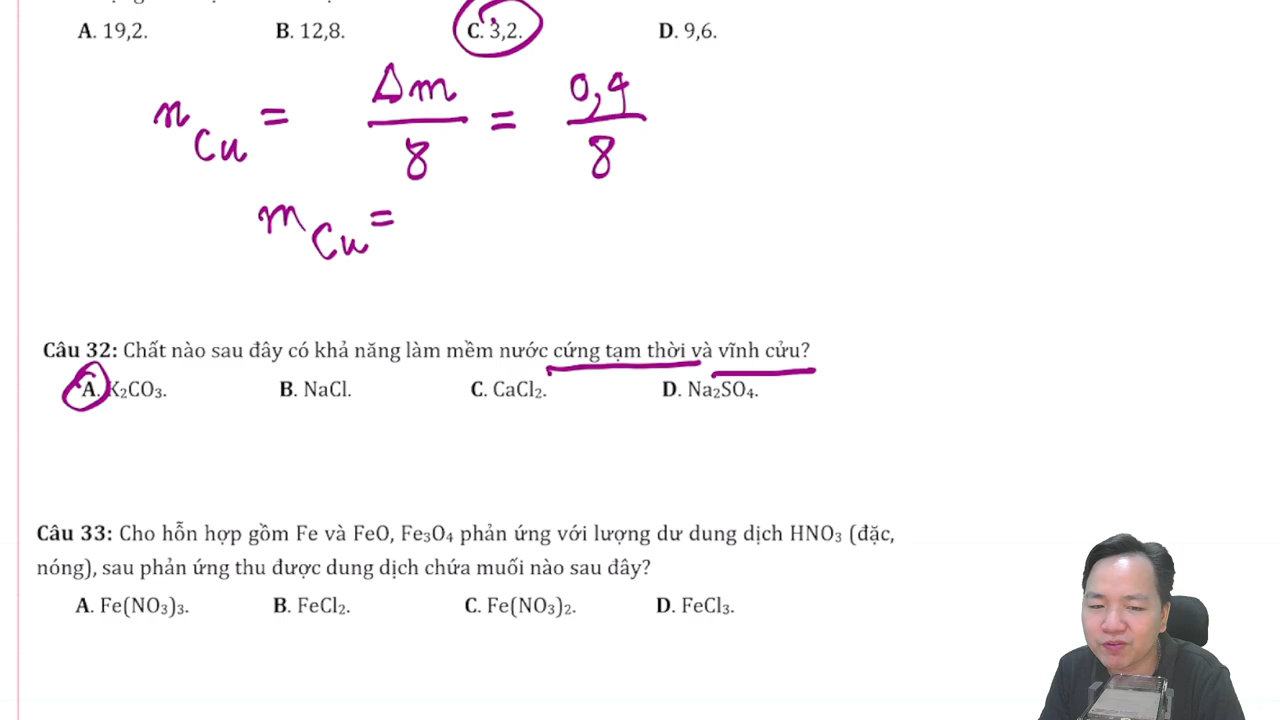 A. 19,2. B. 12,8. C. 3,2. D. 9,6.
n Cu = Δm/8 = 0,4/8
m Cu =
Câu 32: Chất nào sau đây có khả năng làm mềm nước cứng tạm thời và vĩnh cửu?
A. K₂CO₃. B. NaCl. C. CaCl₂. D. Na₂SO₄.
Câu 33: Cho hỗn hợp gồm Fe và FeO, Fe₃O₄ phản ứng với lượng dư dung dịch HNO₃ (đặc,
nóng), sau phản ứng thu được dung dịch chứa muối nào sau đây?
A. Fe(NO₃)₃. B. FeCl₂. C. Fe(NO₃)₂. D. FeCl₃.